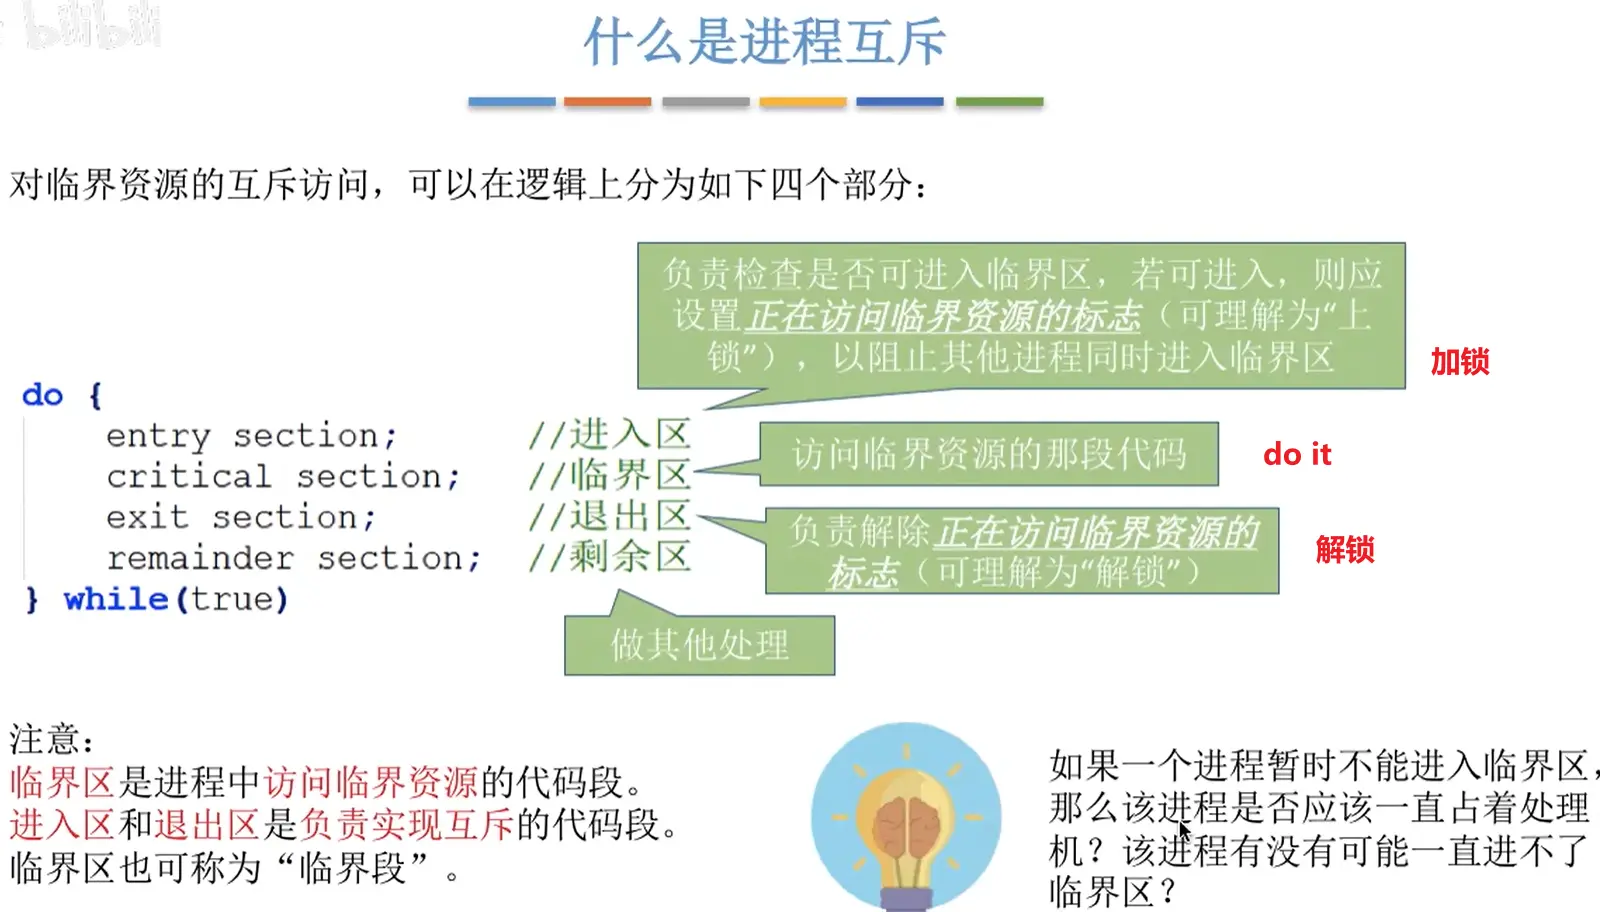 bilibili
什么是进程互斥
对临界资源的互斥访问，可以在逻辑上分为如下四个部分：
负责检查是否可进入临界区，若可进入，则应
设置正在访问临界资源的标志（可理解为“上
锁”），以阻止其他进程同时进入临界区
加锁
do {
entry section; //进入区
critical section; //临界区
exit section; //退出区
remainder section; //剩余区
} while(true)
访问临界资源的那段代码
do it
负责解除正在访问临界资源的
标志（可理解为“解锁”）
解锁
做其他处理
注意：
临界区是进程中访问临界资源的代码段。
进入区和退出区是负责实现互斥的代码段。
临界区也可称为“临界段”。
如果一个进程暂时不能进入临界区，
那么该进程是否应该一直占着处理
机？该进程有没有可能一直进不了
临界区？